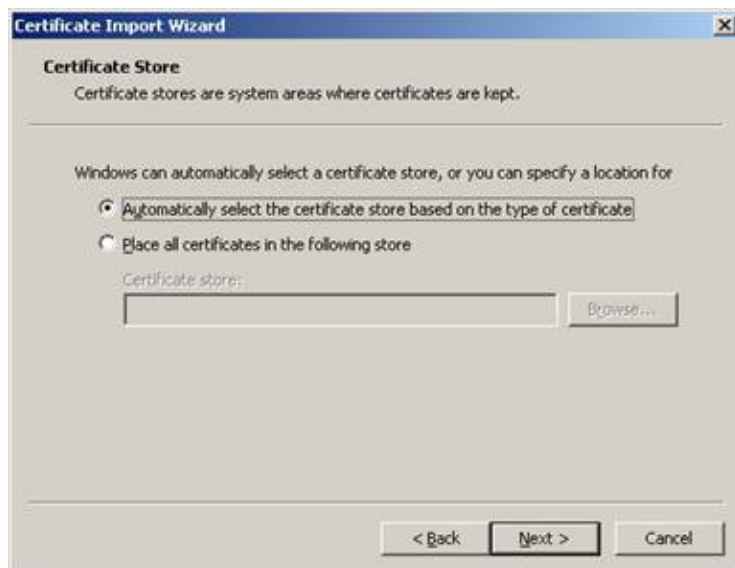 Certificate Import Wizard
Certificate Store
Certificate stores are system areas where certificates are kept.
Windows can automatically select a certificate store, or you can specify a location for
Automatically select the certificate store based on the type of certificate
Place all certificates in the following store
Certificate store:
Browse...
< Back Next > Cancel